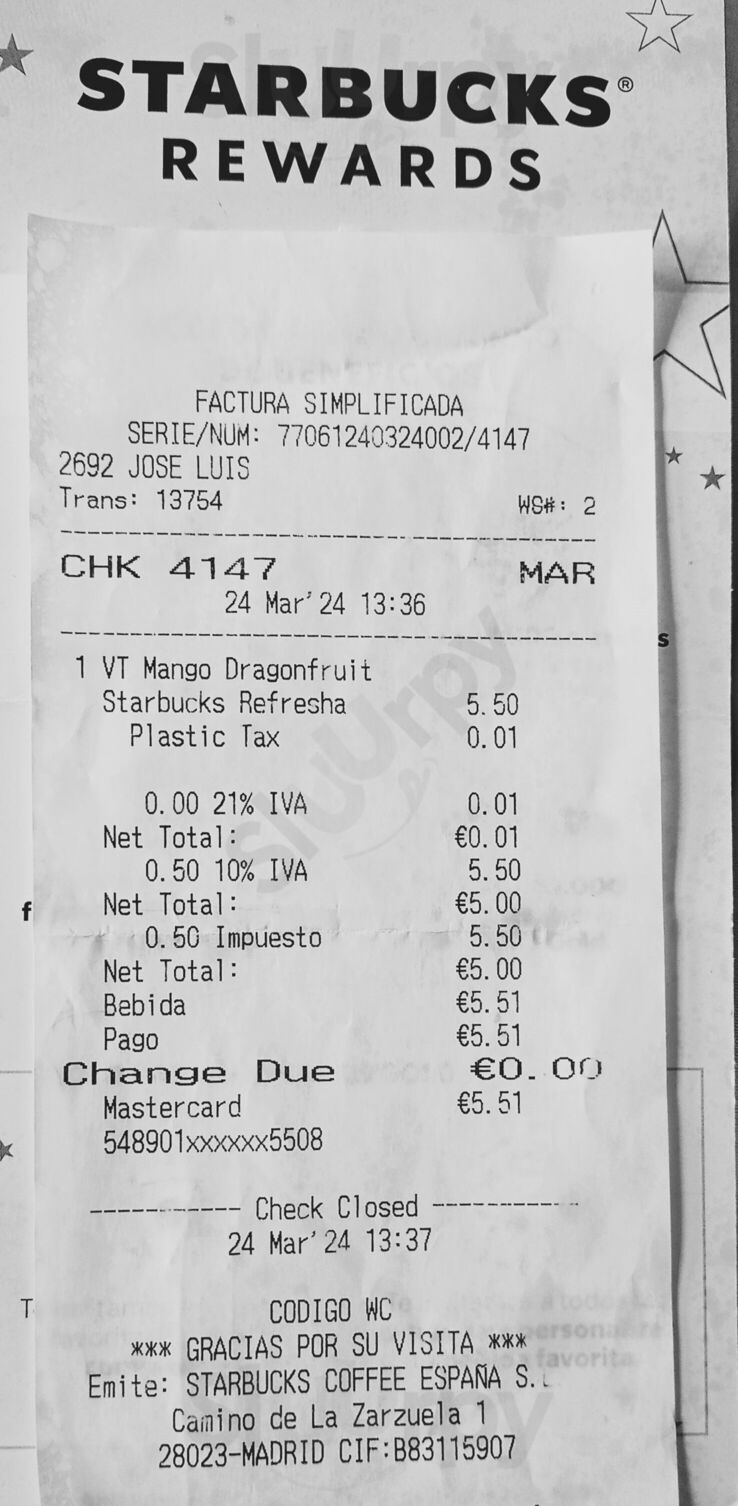 STARBUCKS®
REWARDS
FACTURA SIMPLIFICADA
SERIE/NUM: 77061240324002/4147
2692 JOSE LUIS
Trans: 13754 WS#: 2
CHK 4147 MAR
24 Mar'24 13:36
1 VT Mango Dragonfruit
Starbucks Refresha 5.50
Plastic Tax 0.01
0.00 21% IVA 0.01
Net Total: €0.01
0.50 10% IVA 5.50
Net Total: €5.00
0.50 Impuesto 5.50
Net Total: €5.00
Bebida €5.51
Pago €5.51
Change Due €0.00
Mastercard €5.51
548901xxxxxx5508
----------- Check Closed -----------
24 Mar'24 13:37
CODIGO WC
*** GRACIAS POR SU VISITA ***
Emite: STARBUCKS COFFEE ESPAÑA S.
Camino de La Zarzuela 1
28023-MADRID CIF:B83115907
s
f
T
personaliza
favorita
Sluurpy